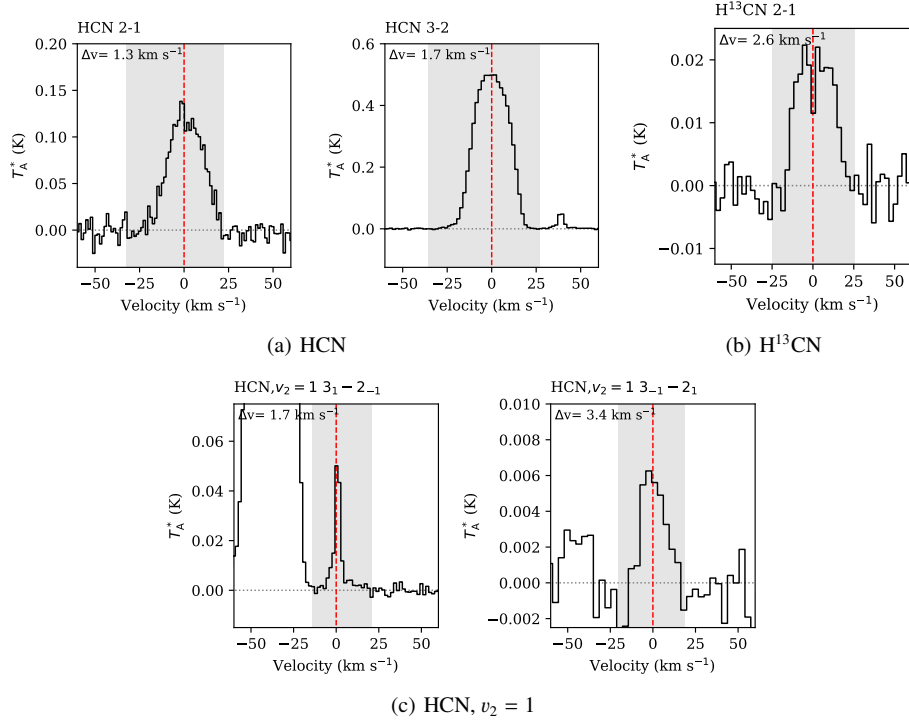 HCN 2-1
Δv= 1.3 km s⁻¹
0.20
0.15
0.10
0.05
0.00
T*A (K)
−50 −25 0 25 50
Velocity (km s⁻¹)
HCN 3-2
Δv= 1.7 km s⁻¹
0.6
0.4
0.2
0.0
T*A (K)
−50 −25 0 25 50
Velocity (km s⁻¹)
(a) HCN
H¹³CN 2-1
Δv= 2.6 km s⁻¹
0.02
0.01
0.00
−0.01
T*A (K)
−50 −25 0 25 50
Velocity (km s⁻¹)
(b) H¹³CN
HCN,v₂ = 1 3₁ − 2₋₁
Δv= 1.7 km s⁻¹
0.06
0.04
0.02
0.00
T*A (K)
−50 −25 0 25 50
Velocity (km s⁻¹)
HCN,v₂ = 1 3₋₁ − 2₁
Δv= 3.4 km s⁻¹
0.010
0.008
0.006
0.004
0.002
0.000
−0.002
T*A (K)
−50 −25 0 25 50
Velocity (km s⁻¹)
(c) HCN, v₂ = 1